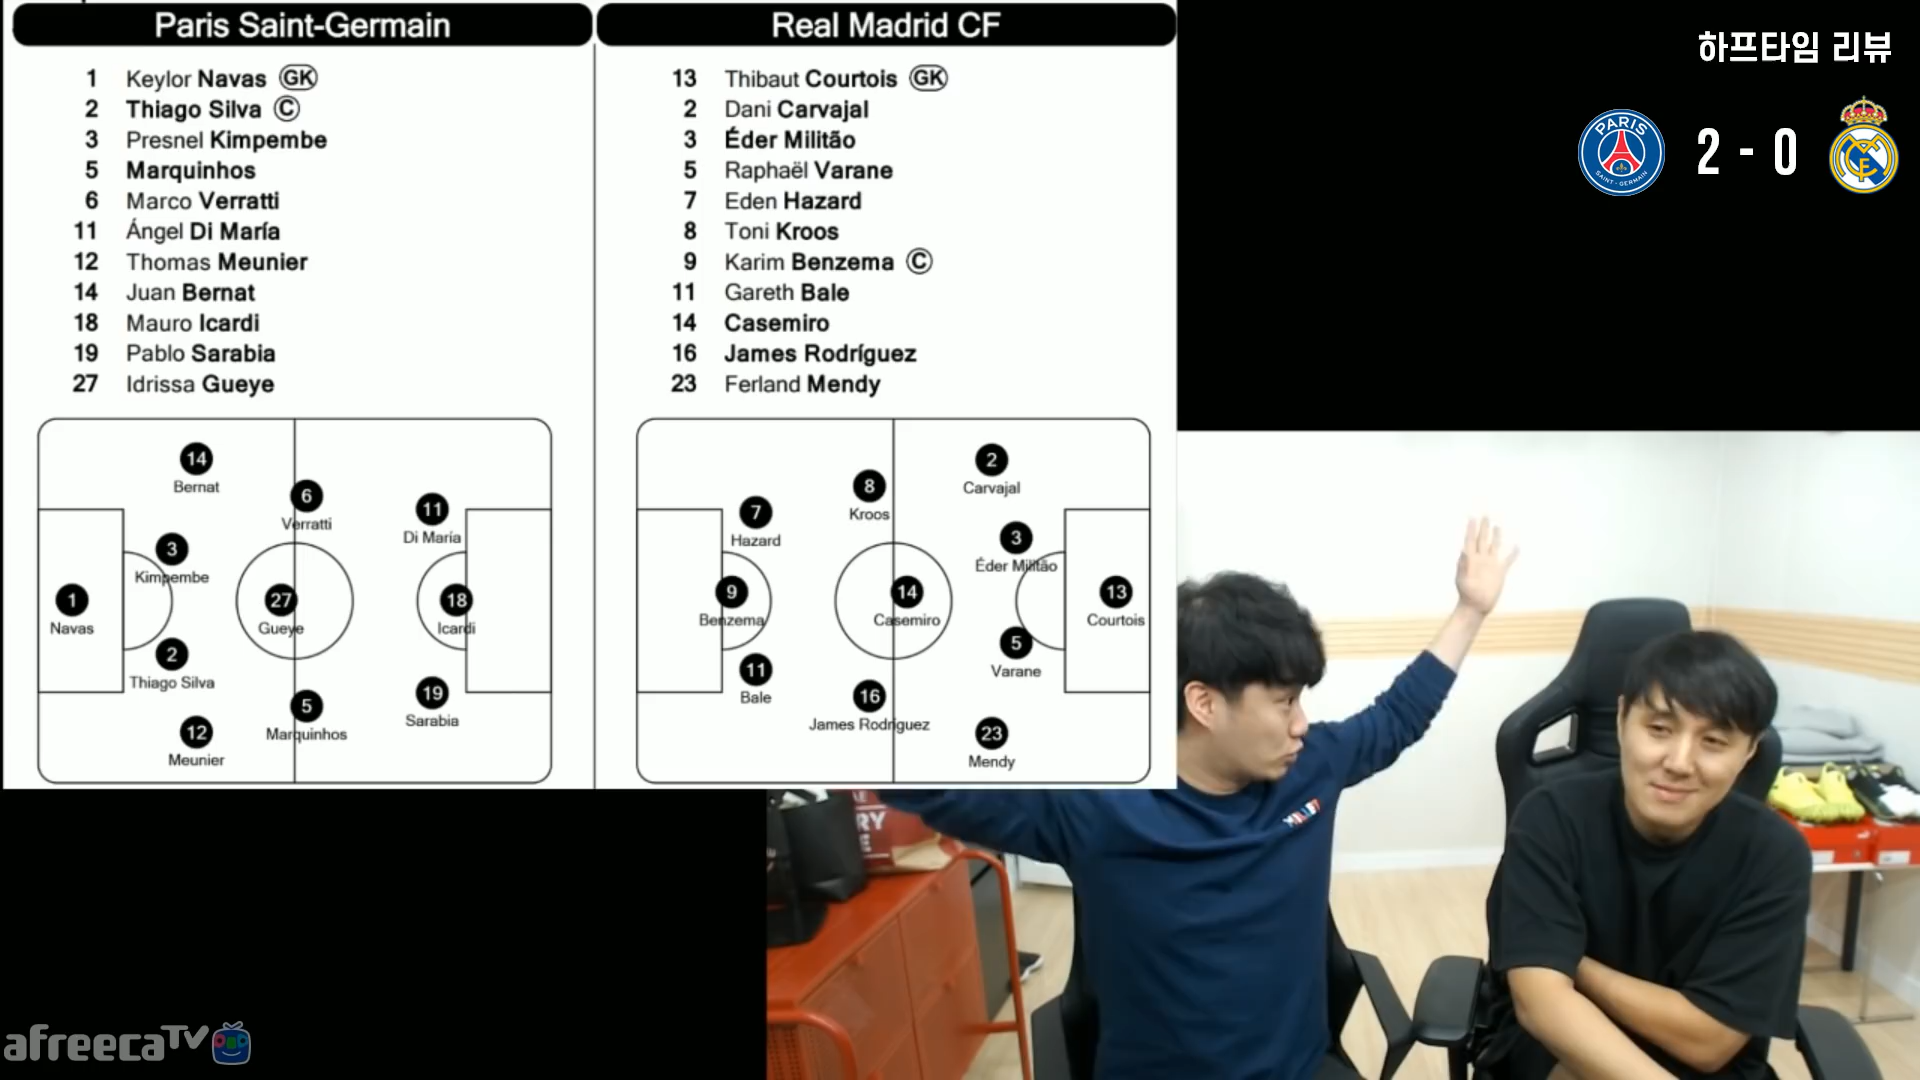 Paris Saint-Germain
1 Keylor Navas GK
2 Thiago Silva C
3 Presnel Kimpembe
5 Marquinhos
6 Marco Verratti
11 Ángel Di María
12 Thomas Meunier
14 Juan Bernat
18 Mauro Icardi
19 Pablo Sarabia
27 Idrissa Gueye
14
Bernat
6
Verratti
11
Di María
3
Kimpembe
1
Navas
27
Gueye
18
Icardi
2
Thiago Silva
5
Marquinhos
19
Sarabia
12
Meunier
Real Madrid CF
13 Thibaut Courtois GK
2 Dani Carvajal
3 Éder Militão
5 Raphaël Varane
7 Eden Hazard
8 Toni Kroos
9 Karim Benzema C
11 Gareth Bale
14 Casemiro
16 James Rodríguez
23 Ferland Mendy
2
Carvajal
8
Kroos
7
Hazard
3
Éder Militão
9
Benzema
14
Casemiro
13
Courtois
5
Varane
11
Bale
16
James Rodríguez
23
Mendy
하프타임 리뷰
PARIS
SAINT-GERMAIN
2 - 0
RY
afreecaTV